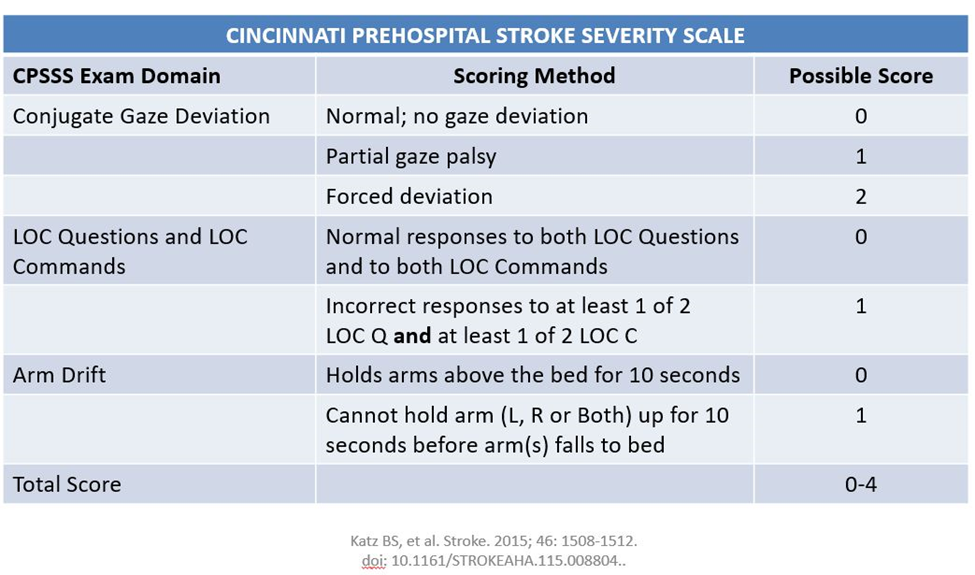 CINCINNATI PREHOSPITAL STROKE SEVERITY SCALE
CPSSS Exam Domain Scoring Method Possible Score
Conjugate Gaze Deviation Normal; no gaze deviation 0
Partial gaze palsy 1
Forced deviation 2
LOC Questions and LOC Normal responses to both LOC Questions 0
Commands and to both LOC Commands
Incorrect responses to at least 1 of 2 1
LOC Q and at least 1 of 2 LOC C
Arm Drift Holds arms above the bed for 10 seconds 0
Cannot hold arm (L, R or Both) up for 10 1
seconds before arm(s) falls to bed
Total Score 0-4
Katz BS, et al. Stroke. 2015; 46: 1508-1512.
doi: 10.1161/STROKEAHA.115.008804..